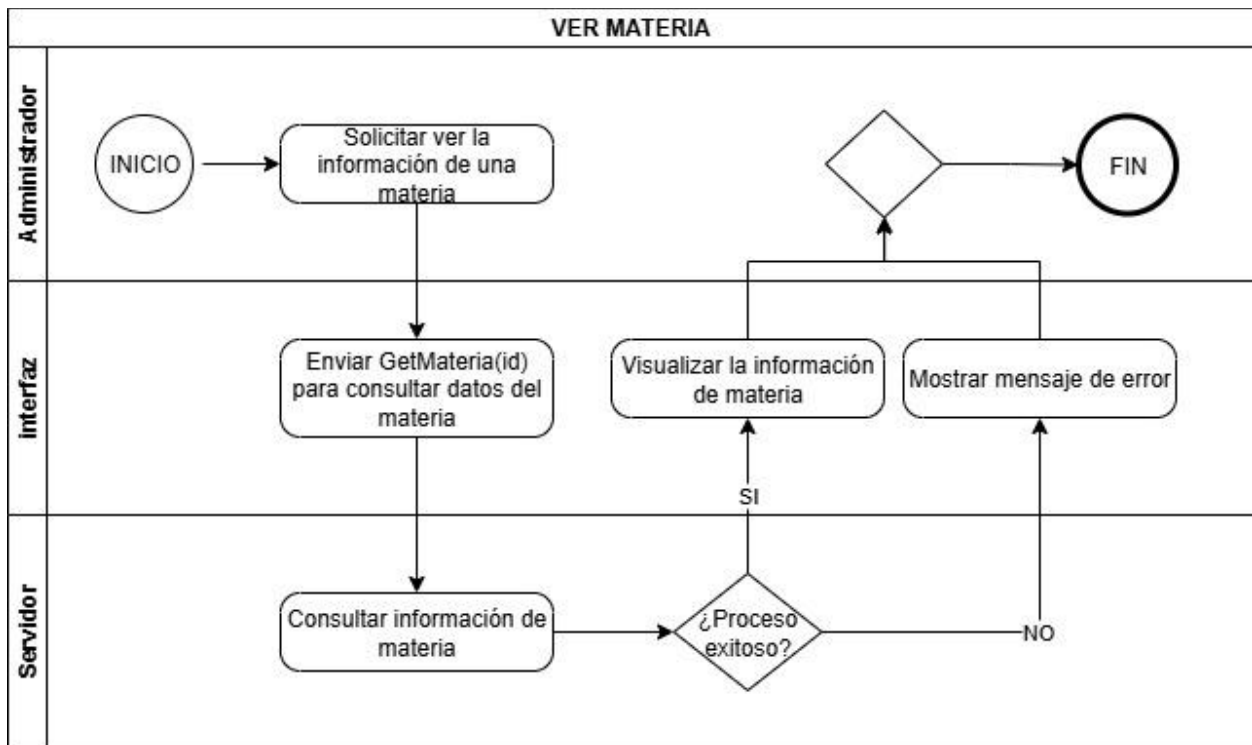 VER MATERIA
Administrador
INICIO
Solicitar ver la
información de una
materia
FIN
interfaz
Enviar GetMateria(id)
para consultar datos del
materia
Visualizar la información
de materia
Mostrar mensaje de error
SI
Servidor
Consultar información de
materia
¿Proceso
exitoso?
NO